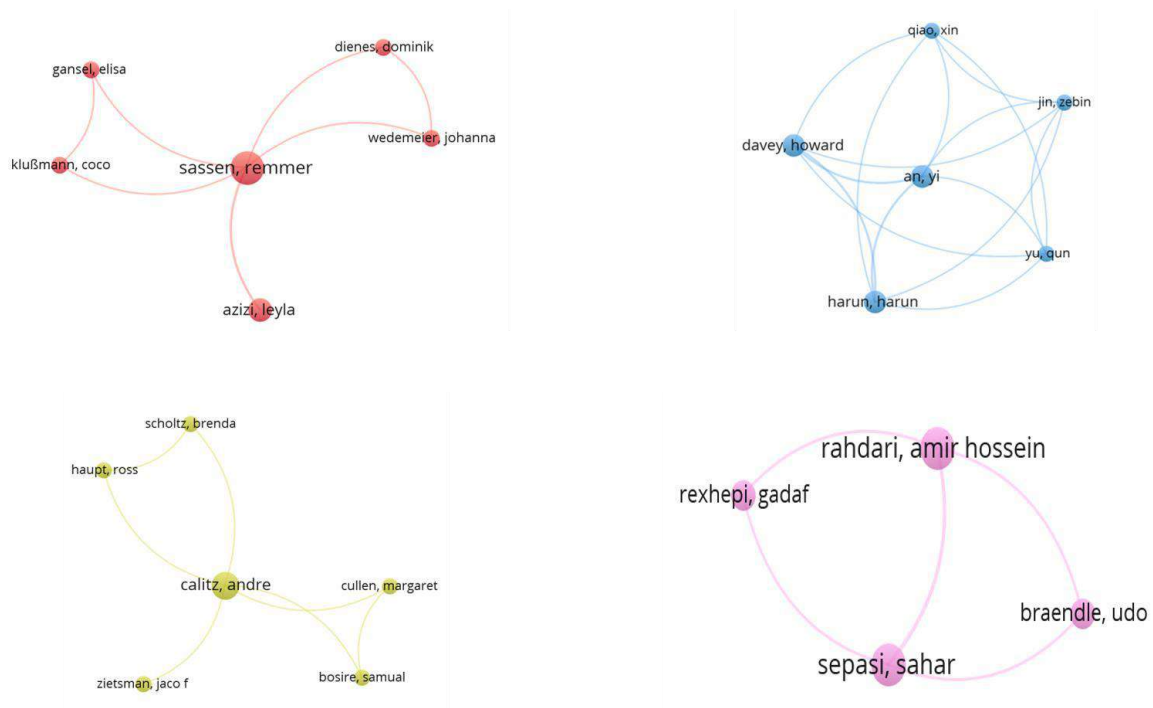 dienes, dominik
gansel, elisa
wedemeier, johanna
klußmann, coco
sassen, remmer
azizi, leyla
qiao, xin
jin, zebin
davey, howard
an, yi
yu, qun
harun, harun
scholtz, brenda
haupt, ross
calitz, andre
cullen, margaret
zietsman, jaco f
bosire, samual
rahdari, amir hossein
rexhepi, gadaf
braendle, udo
sepasi, sahar